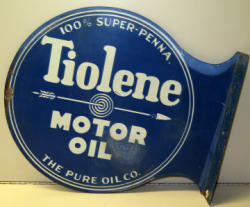 100% SUPER-PENNA.
Tiolene
MOTOR
OIL
THE PURE OIL CO.